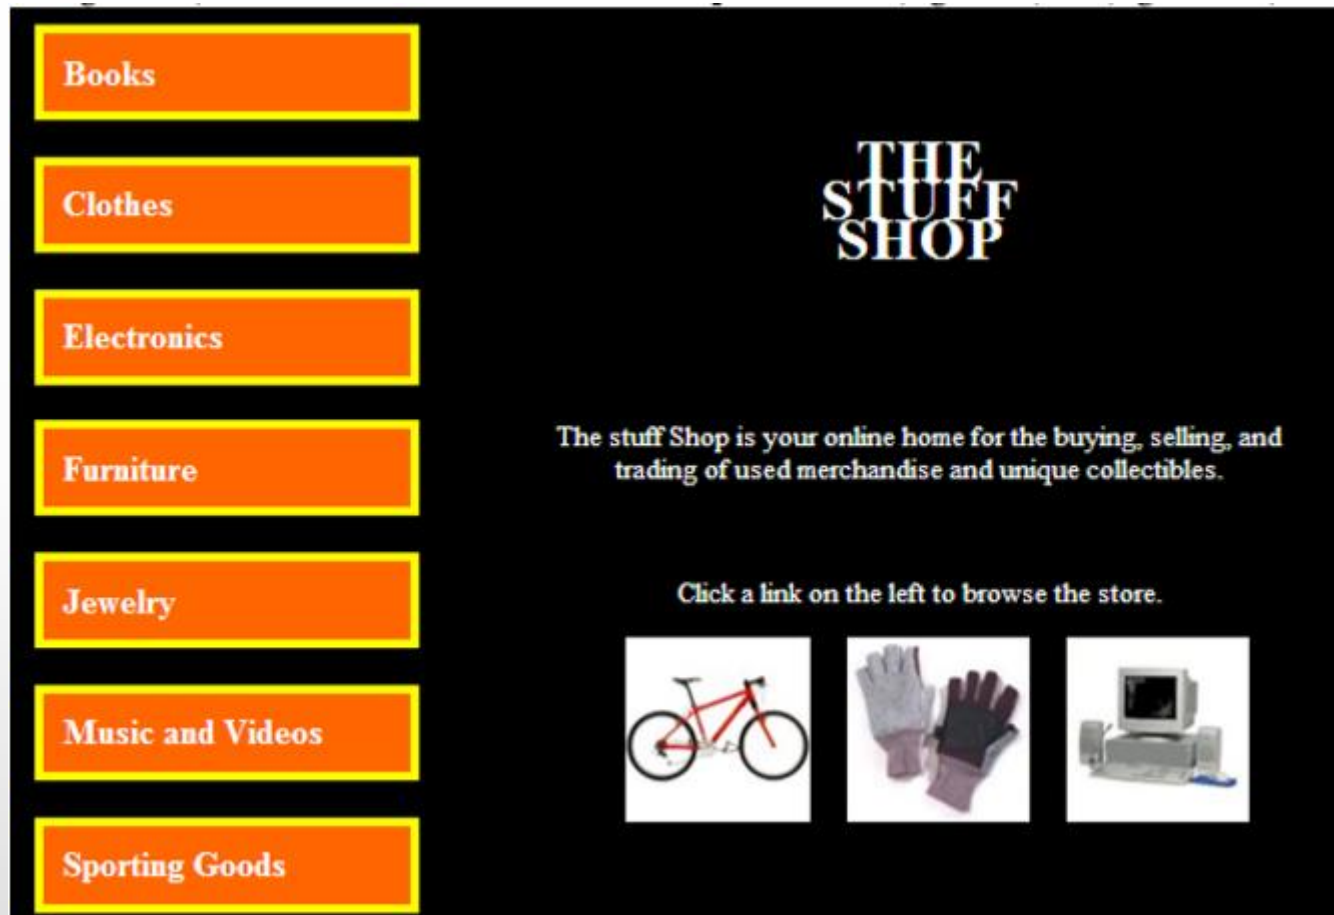 Books
Clothes
Electronics
Furniture
Jewelry
Music and Videos
Sporting Goods
THE
STUFF
SHOP
The stuff Shop is your online home for the buying, selling, and
trading of used merchandise and unique collectibles.
Click a link on the left to browse the store.